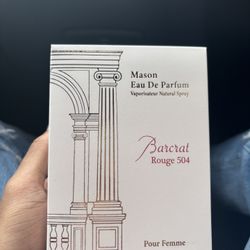 Mason
Eau De Parfum
Vaporisateur Natural Spray
Barcrat
Rouge 504
Pour Femme